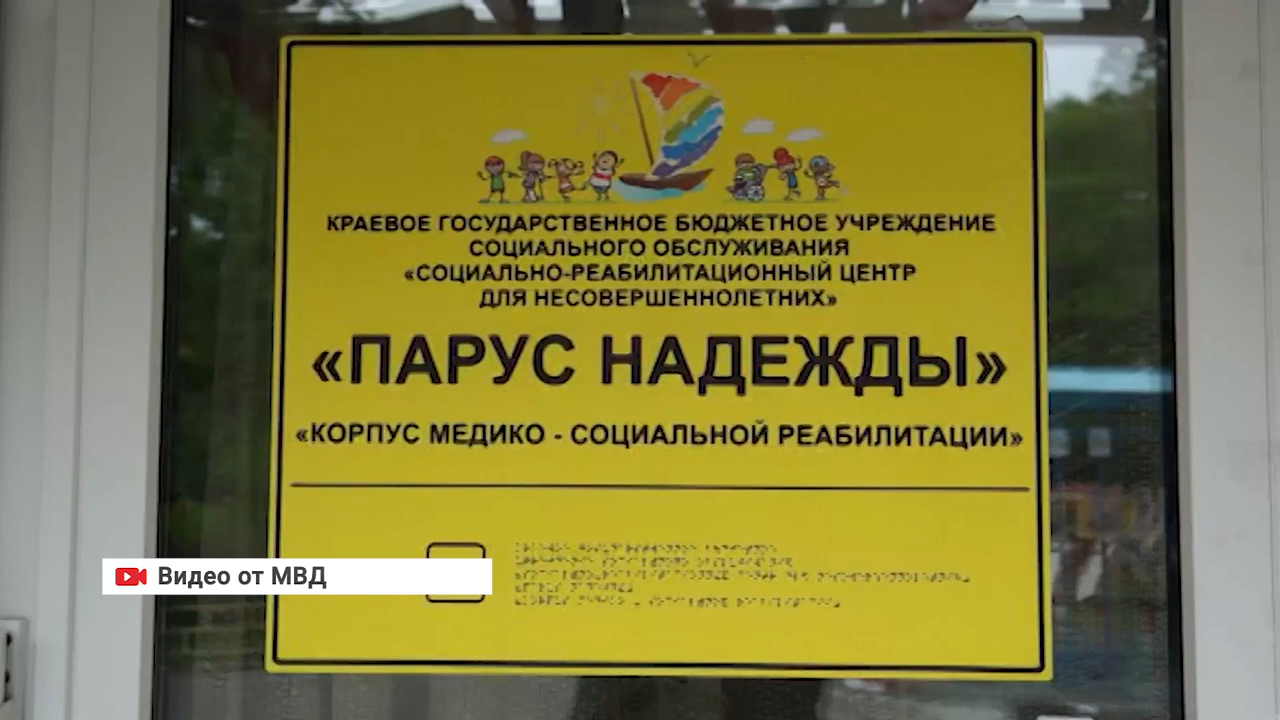 КРАЕВОЕ ГОСУДАРСТВЕННОЕ БЮДЖЕТНОЕ УЧРЕЖДЕНИЕ
СОЦИАЛЬНОГО ОБСЛУЖИВАНИЯ
«СОЦИАЛЬНО-РЕАБИЛИТАЦИОННЫЙ ЦЕНТР
ДЛЯ НЕСОВЕРШЕННОЛЕТНИХ»
«ПАРУС НАДЕЖДЫ»
«КОРПУС МЕДИКО - СОЦИАЛЬНОЙ РЕАБИЛИТАЦИИ»
Видео от МВД